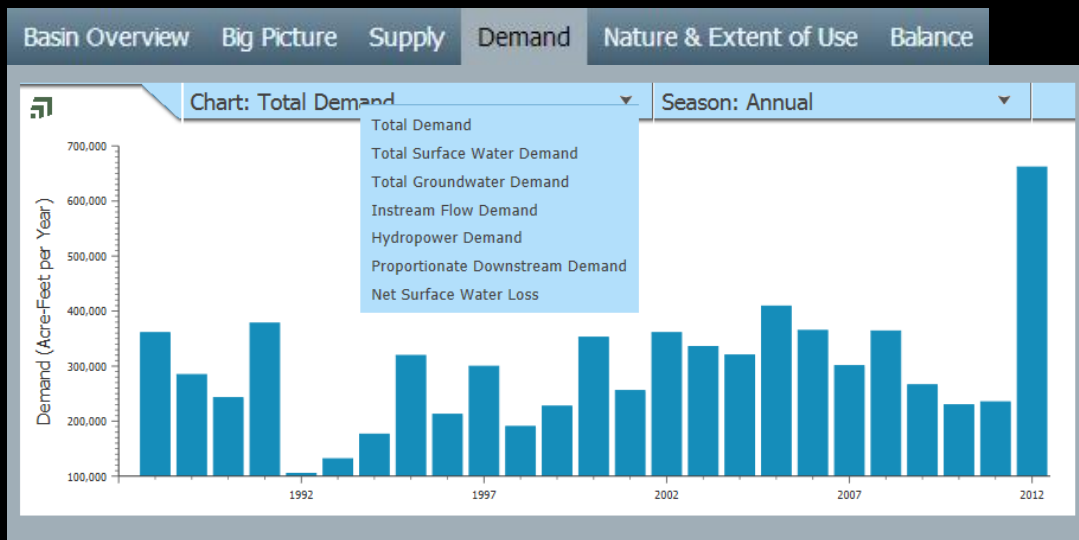 Basin Overview Big Picture Supply Demand Nature & Extent of Use Balance
Chart: Total Demand Season: Annual
Total Demand
Total Surface Water Demand
Total Groundwater Demand
Instream Flow Demand
Hydropower Demand
Proportionate Downstream Demand
Net Surface Water Loss
Demand (Acre-Feet per Year)
700,000
600,000
500,000
400,000
300,000
200,000
100,000
1992 1997 2002 2007 2012